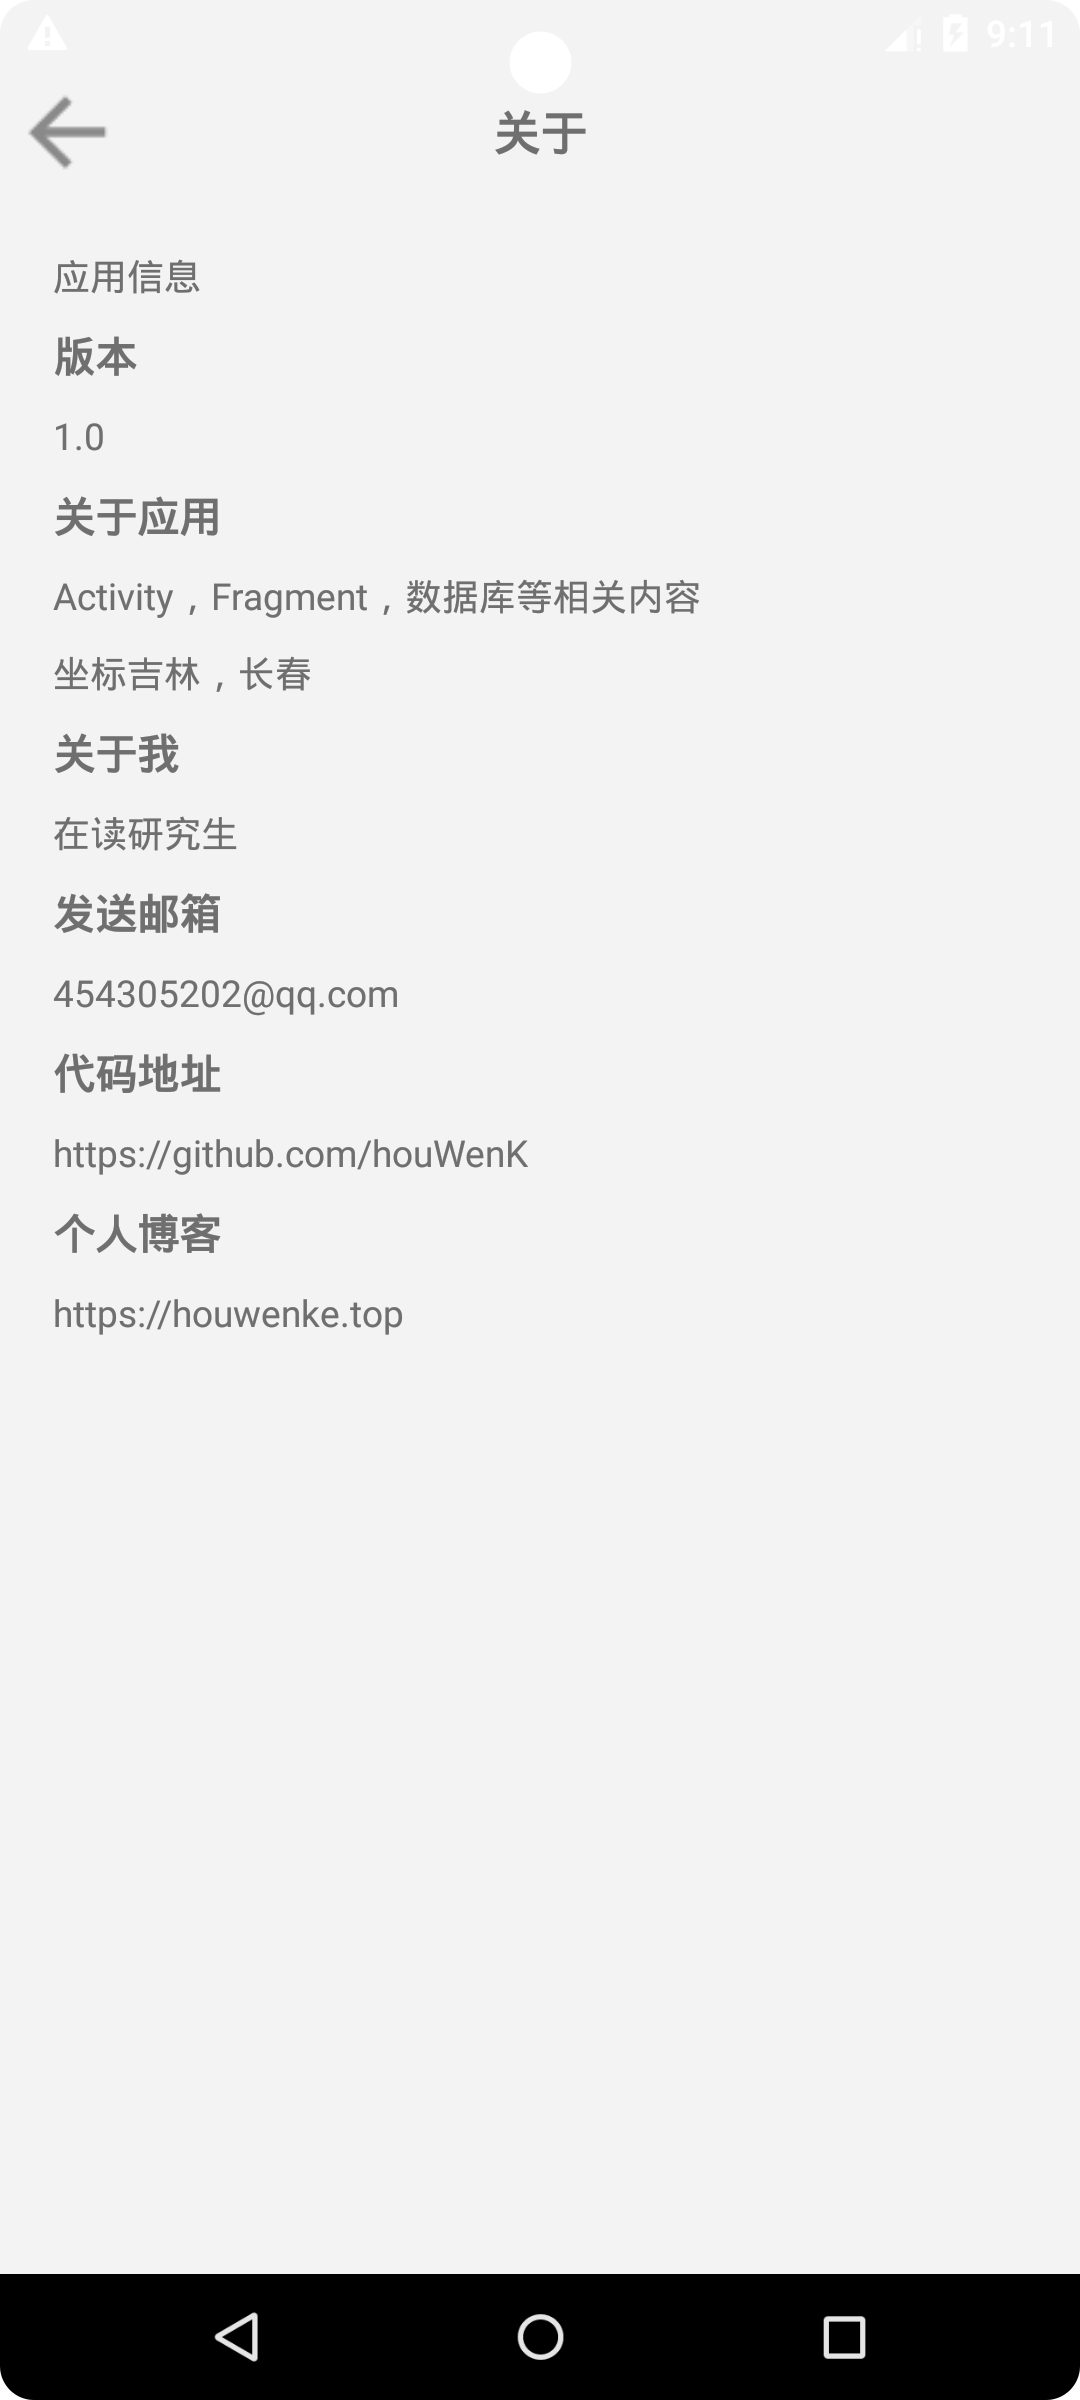 9:11
关于
应用信息
版本
1.0
关于应用
Activity，Fragment，数据库等相关内容
坐标吉林，长春
关于我
在读研究生
发送邮箱
454305202@qq.com
代码地址
https://github.com/houWenK
个人博客
https://houwenke.top